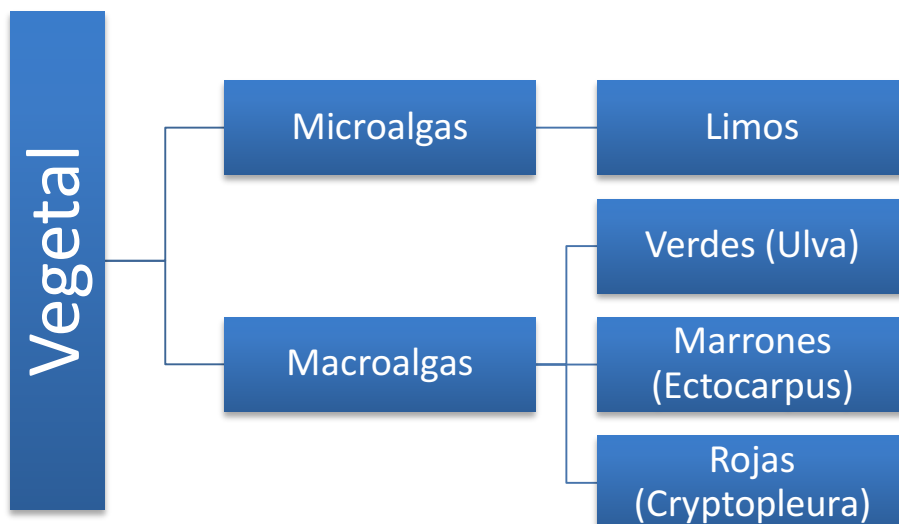 Vegetal
Microalgas
Limos
Macroalgas
Verdes (Ulva)
Marrones
(Ectocarpus)
Rojas
(Cryptopleura)